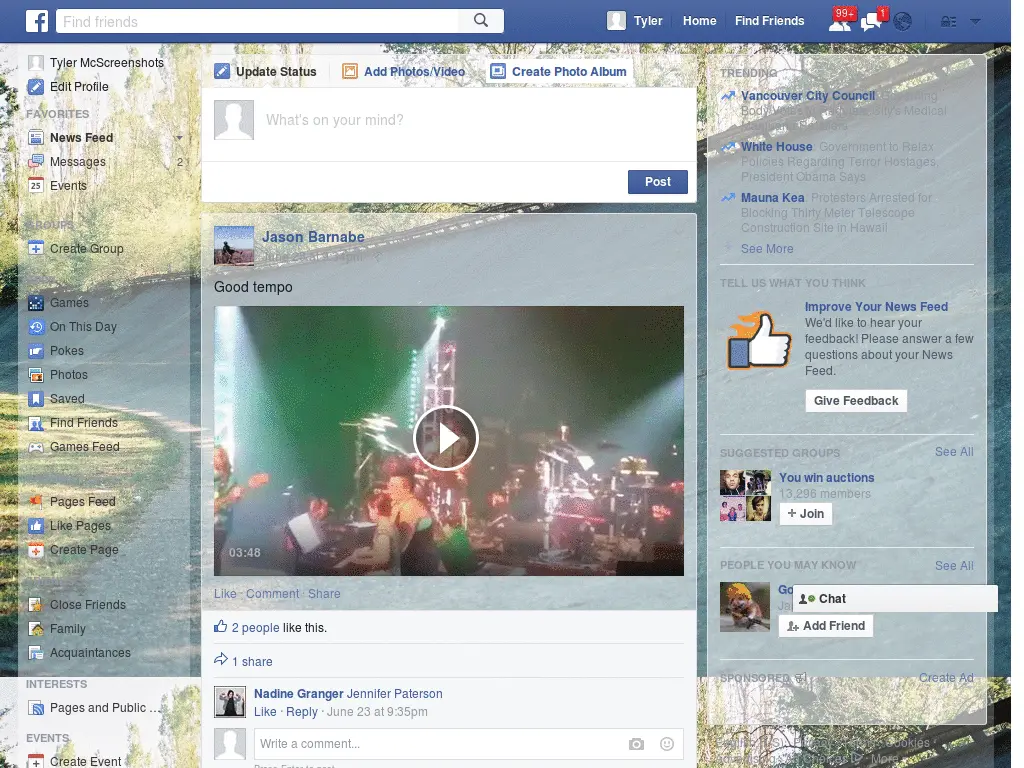 Find friends
Tyler
Home
Find Friends
99+
1
Tyler McScreenshots
Edit Profile
FAVORITES
News Feed
Messages 2
25 Events
GROUPS
Create Group
Games
On This Day
Pokes
Photos
Saved
Find Friends
Games Feed
Pages Feed
Like Pages
Create Page
Close Friends
Family
Acquaintances
INTERESTS
Pages and Public ...
EVENTS
Create Event
Update Status
Add Photos/Video
Create Photo Album
What's on your mind?
Post
Jason Barnabe
Good tempo
03:48
Like · Comment · Share
2 people like this.
1 share
Nadine Granger Jennifer Paterson
Like · Reply · June 23 at 9:35pm
Write a comment...
Press Enter to post.
TRENDING
Vancouver City Council
White House: Government to Relax
Policies Regarding Terror Hostages,
President Obama Says
Mauna Kea: Protesters Arrested for
Blocking Thirty Meter Telescope
Construction Site in Hawaii
See More
TELL US WHAT YOU THINK
Improve Your News Feed
We'd like to hear your
feedback! Please answer a few
questions about your News
Feed.
Give Feedback
SUGGESTED GROUPS
See All
You win auctions
13,296 members
+ Join
PEOPLE YOU MAY KNOW
See All
Chat
Add Friend
SPONSORED
Create Ad
Cookies ·
More